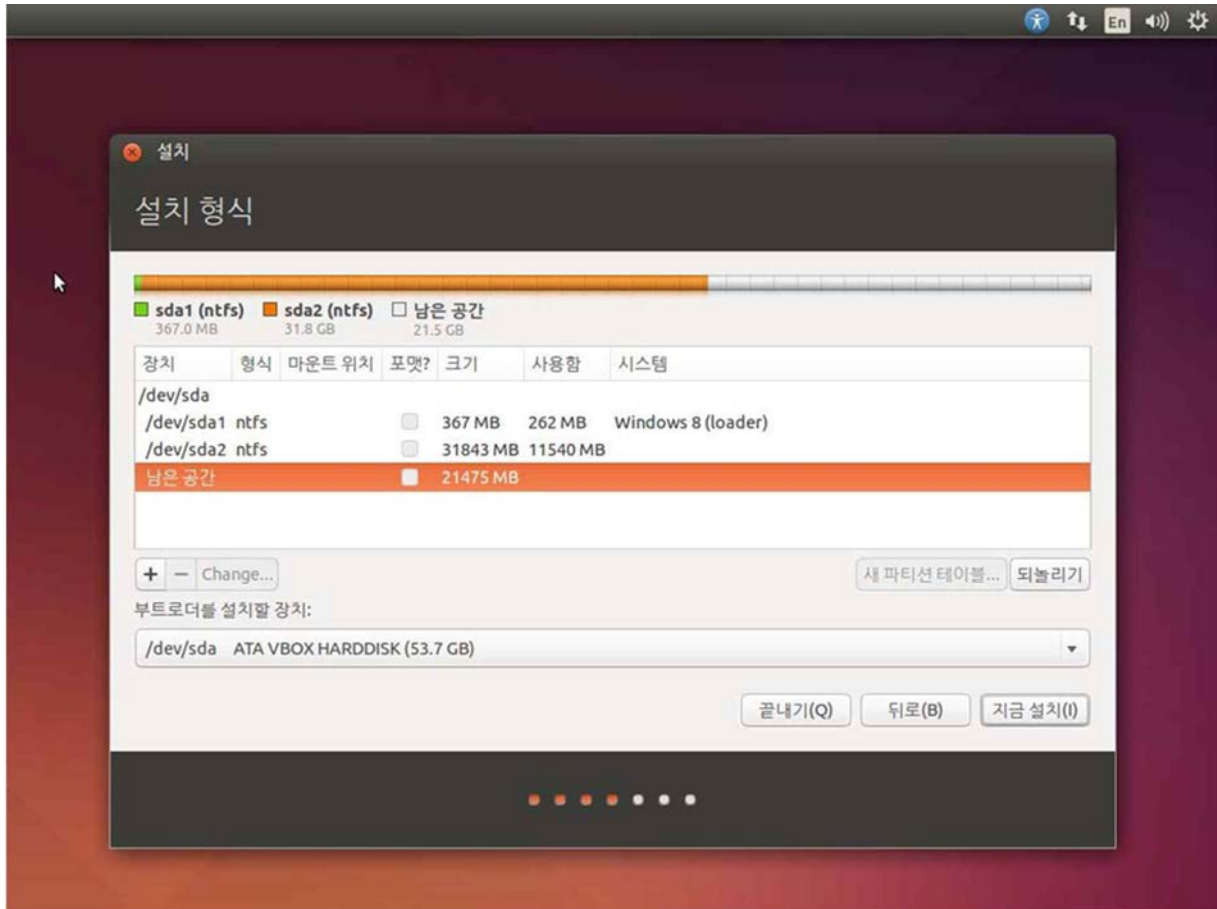 En
설치
설치 형식
sda1 (ntfs) sda2 (ntfs) 남은 공간
367.0 MB 31.8 GB 21.5 GB
장치 형식 마운트 위치 포맷? 크기 사용함 시스템
/dev/sda
/dev/sda1 ntfs 367 MB 262 MB Windows 8 (loader)
/dev/sda2 ntfs 31843 MB 11540 MB
남은 공간 21475 MB
+ − Change... 새 파티션 테이블... 되돌리기
부트로더를 설치할 장치:
/dev/sda ATA VBOX HARDDISK (53.7 GB)
끝내기(Q) 뒤로(B) 지금 설치(I)